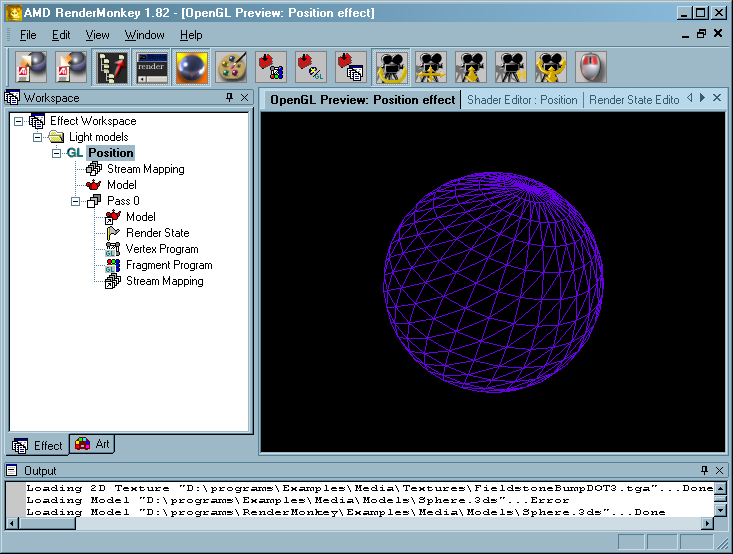 AMD RenderMonkey 1.82 - [OpenGL Preview: Position effect]
File Edit View Window Help
render
Workspace
OpenGL Preview: Position effect Shader Editor : Position Render State Edito
Effect Workspace
Light models
GL Position
Stream Mapping
Model
Pass 0
Model
Render State
GL Vertex Program
GL Fragment Program
Stream Mapping
Effect Art
Output
Loading 2D Texture "D:\programs\Examples\Media\Textures\FieldstoneBumpDOT3.tga"...Done
Loading Model "D:\programs\Examples\Media\Models\Sphere.3ds"...Error
Loading Model "D:\programs\RenderMonkey\Examples\Media\Models\Sphere.3ds"...Done